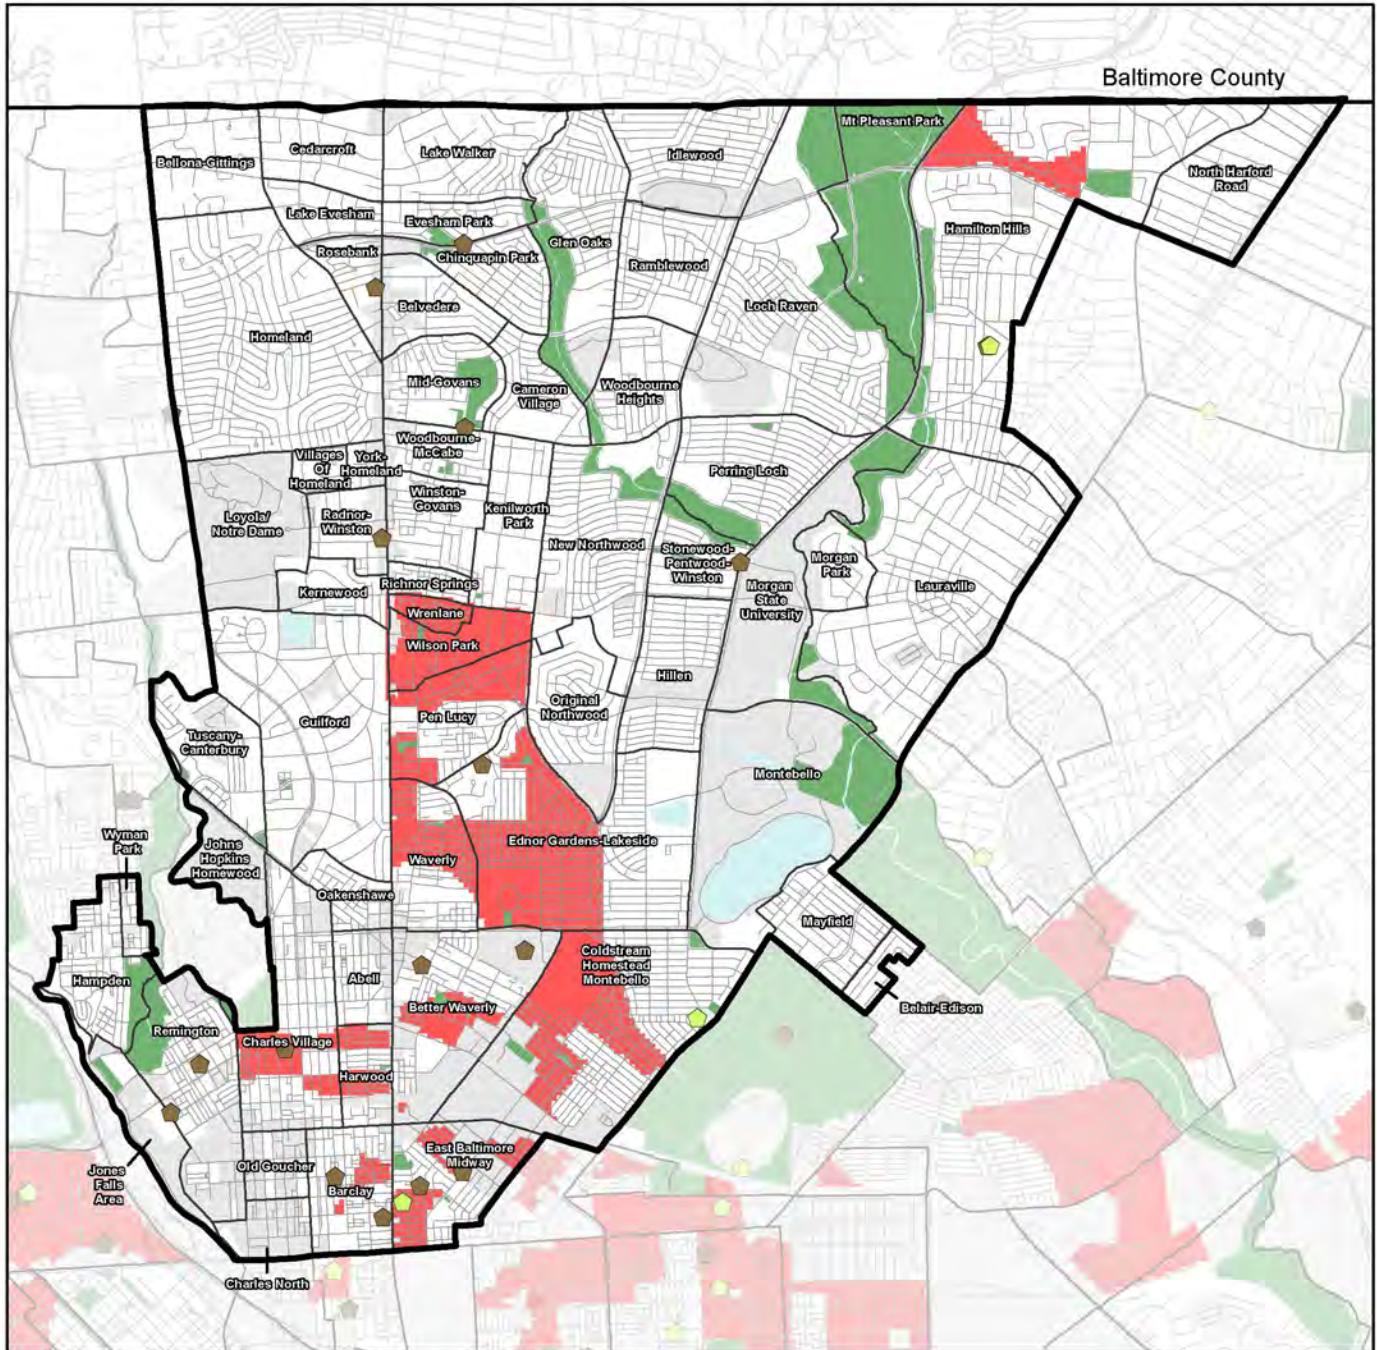 Baltimore County
Mt Pleasant Park
Cedarcroft
Lake Walker
Idlewood
Bellona-Gittings
North Harford
Road
Lake Evesham
Evesham Park
Hamilton Hills
Rosebank
Chinquapin Park
Glen Oaks
Ramblewood
Belvedere
Loch Raven
Homeland
Mid-Govans
Cameron
Village
Woodbourne
Heights
Woodbourne-
McCabe
Villages
Of
Homeland
York-
Homeland
Perring Loch
Winston-
Govans
Kenilworth
Park
Loyola/
Notre Dame
Radnor-
Winston
New Northwood
Stonewood-
Pentwood-
Winston
Morgan
Park
Morgan
State
University
Lauraville
Kernewood
Richnor Springs
Wrenlane
Wilson Park
Hillen
Original
Northwood
Guilford
Pen Lucy
Tuscany-
Canterbury
Montebello
Wyman
Park
Johns
Hopkins
Homewood
Ednor Gardens-Lakeside
Waverly
Oakenshawe
Mayfield
Hampden
Abell
Coldstream
Homestead
Montebello
Better Waverly
Belair-Edison
Remington
Charles Village
Harwood
East Baltimore
Midway
Old Goucher
Jones
Falls
Area
Barclay
Charles North